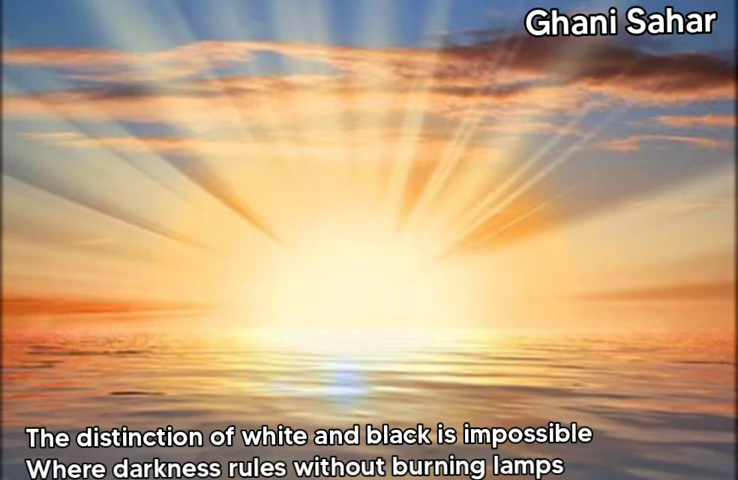 Ghani Sahar
The distinction of white and black is impossible
Where darkness rules without burning lamps